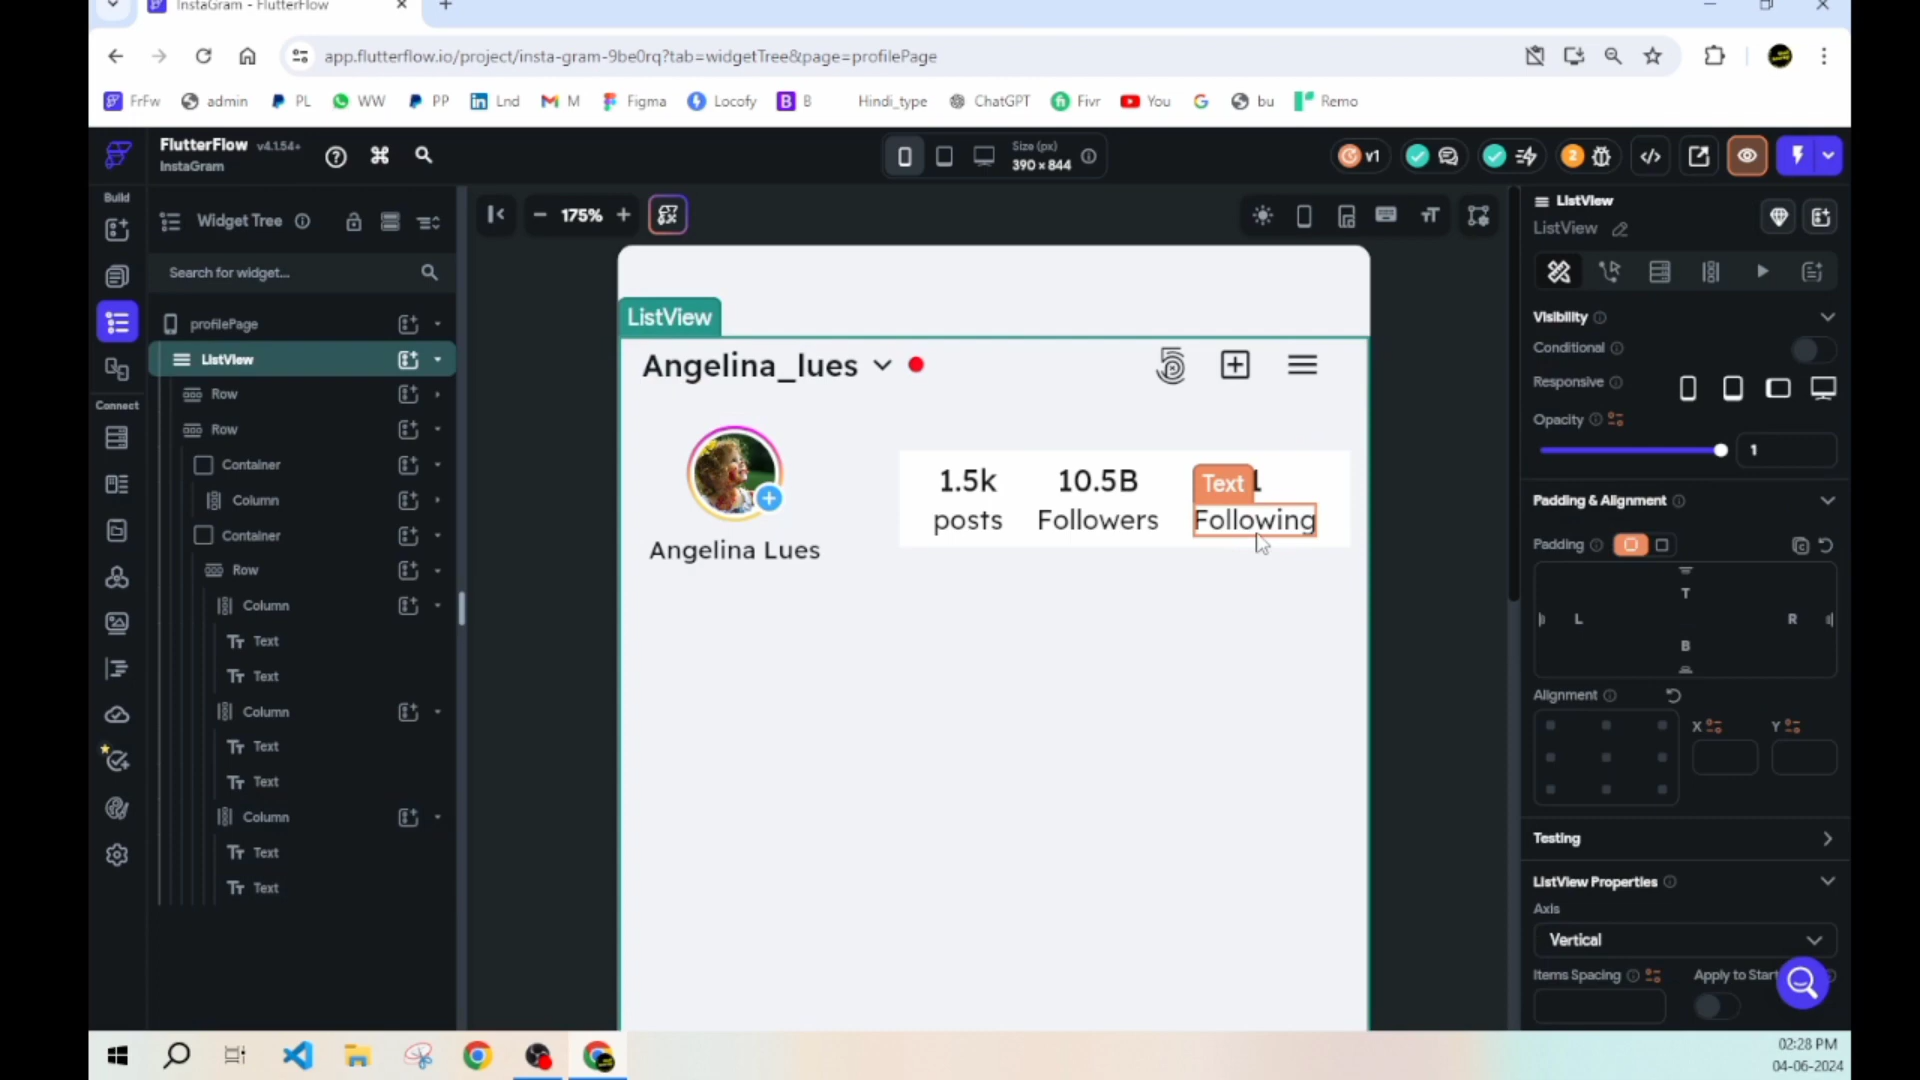 InstaGram - FlutterFlow
app.flutterflow.io/project/insta-gram-9be0rq?tab=widgetTree&page=profilePage
FrFw admin PL WW PP Lnd M Figma Locofy B Hindi_type ChatGPT Fivr You bu Remo
FlutterFlow v4.1.54+
InstaGram
Size (px)
390 × 844
v1
2
Build
Widget Tree
175%
Search for widget...
profilePage
ListView
Row
Row
Container
Column
Container
Row
Column
Text
Text
Column
Text
Text
Column
Text
Text
Connect
ListView
Angelina_lues
1.5k 10.5B Text 1
posts Followers Following
Angelina Lues
ListView
ListView
Visibility
Conditional
Responsive
Opacity
1
Padding & Alignment
Padding
T
L R
B
Alignment
X Y
Testing
ListView Properties
Axis
Vertical
Items Spacing Apply to Start
02:28 PM
04-06-2024